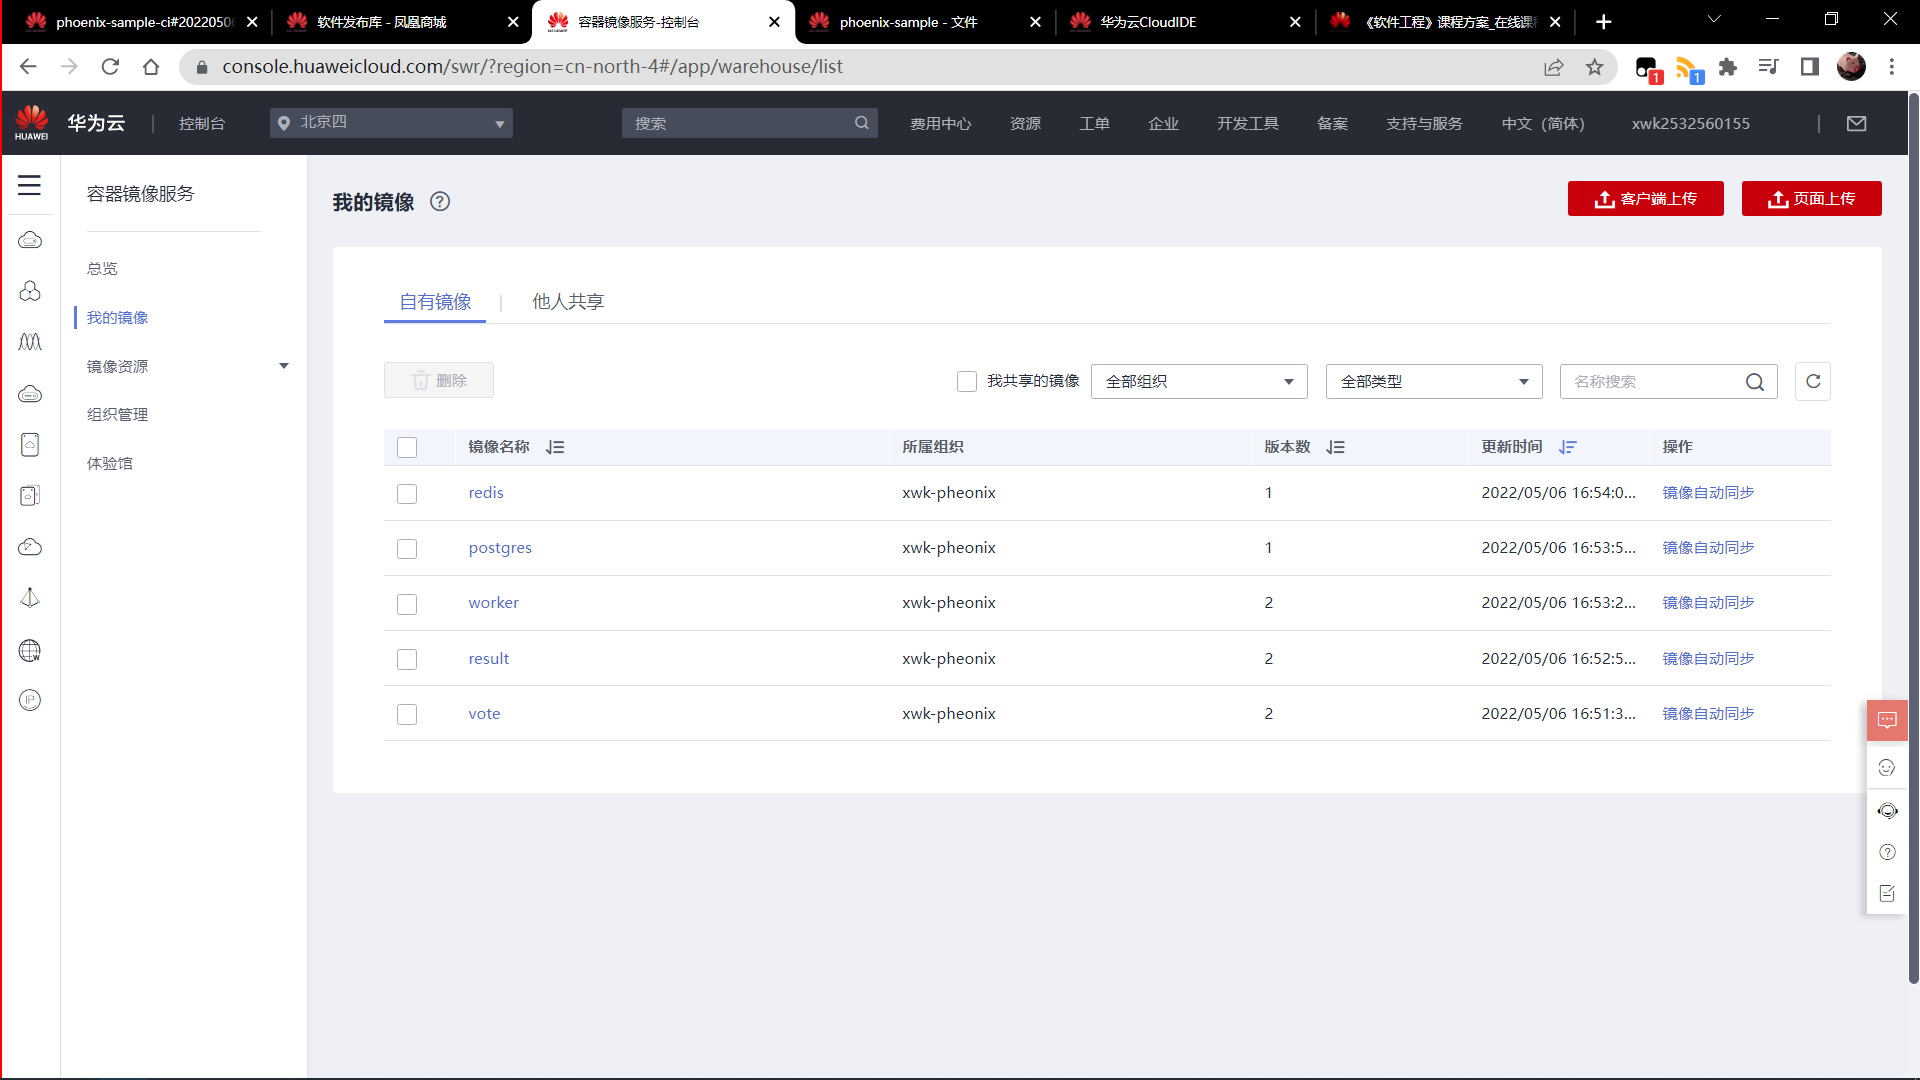 phoenix-sample-ci#2022050
软件发布库 - 凤凰商城
容器镜像服务-控制台
phoenix-sample - 文件
华为云CloudIDE
《软件工程》课程方案_在线课
console.huaweicloud.com/swr/?region=cn-north-4#/app/warehouse/list
1
1
HUAWEI
华为云
控制台
北京四
搜索
费用中心
资源
工单
企业
开发工具
备案
支持与服务
中文（简体）
xwk2532560155
容器镜像服务
总览
我的镜像
镜像资源
组织管理
体验馆
我的镜像
客户端上传
页面上传
自有镜像
他人共享
删除
我共享的镜像
全部组织
全部类型
名称搜索
镜像名称 所属组织 版本数 更新时间 操作
redis xwk-pheonix 1 2022/05/06 16:54:0... 镜像自动同步
postgres xwk-pheonix 1 2022/05/06 16:53:5... 镜像自动同步
worker xwk-pheonix 2 2022/05/06 16:53:2... 镜像自动同步
result xwk-pheonix 2 2022/05/06 16:52:5... 镜像自动同步
vote xwk-pheonix 2 2022/05/06 16:51:3... 镜像自动同步
IP